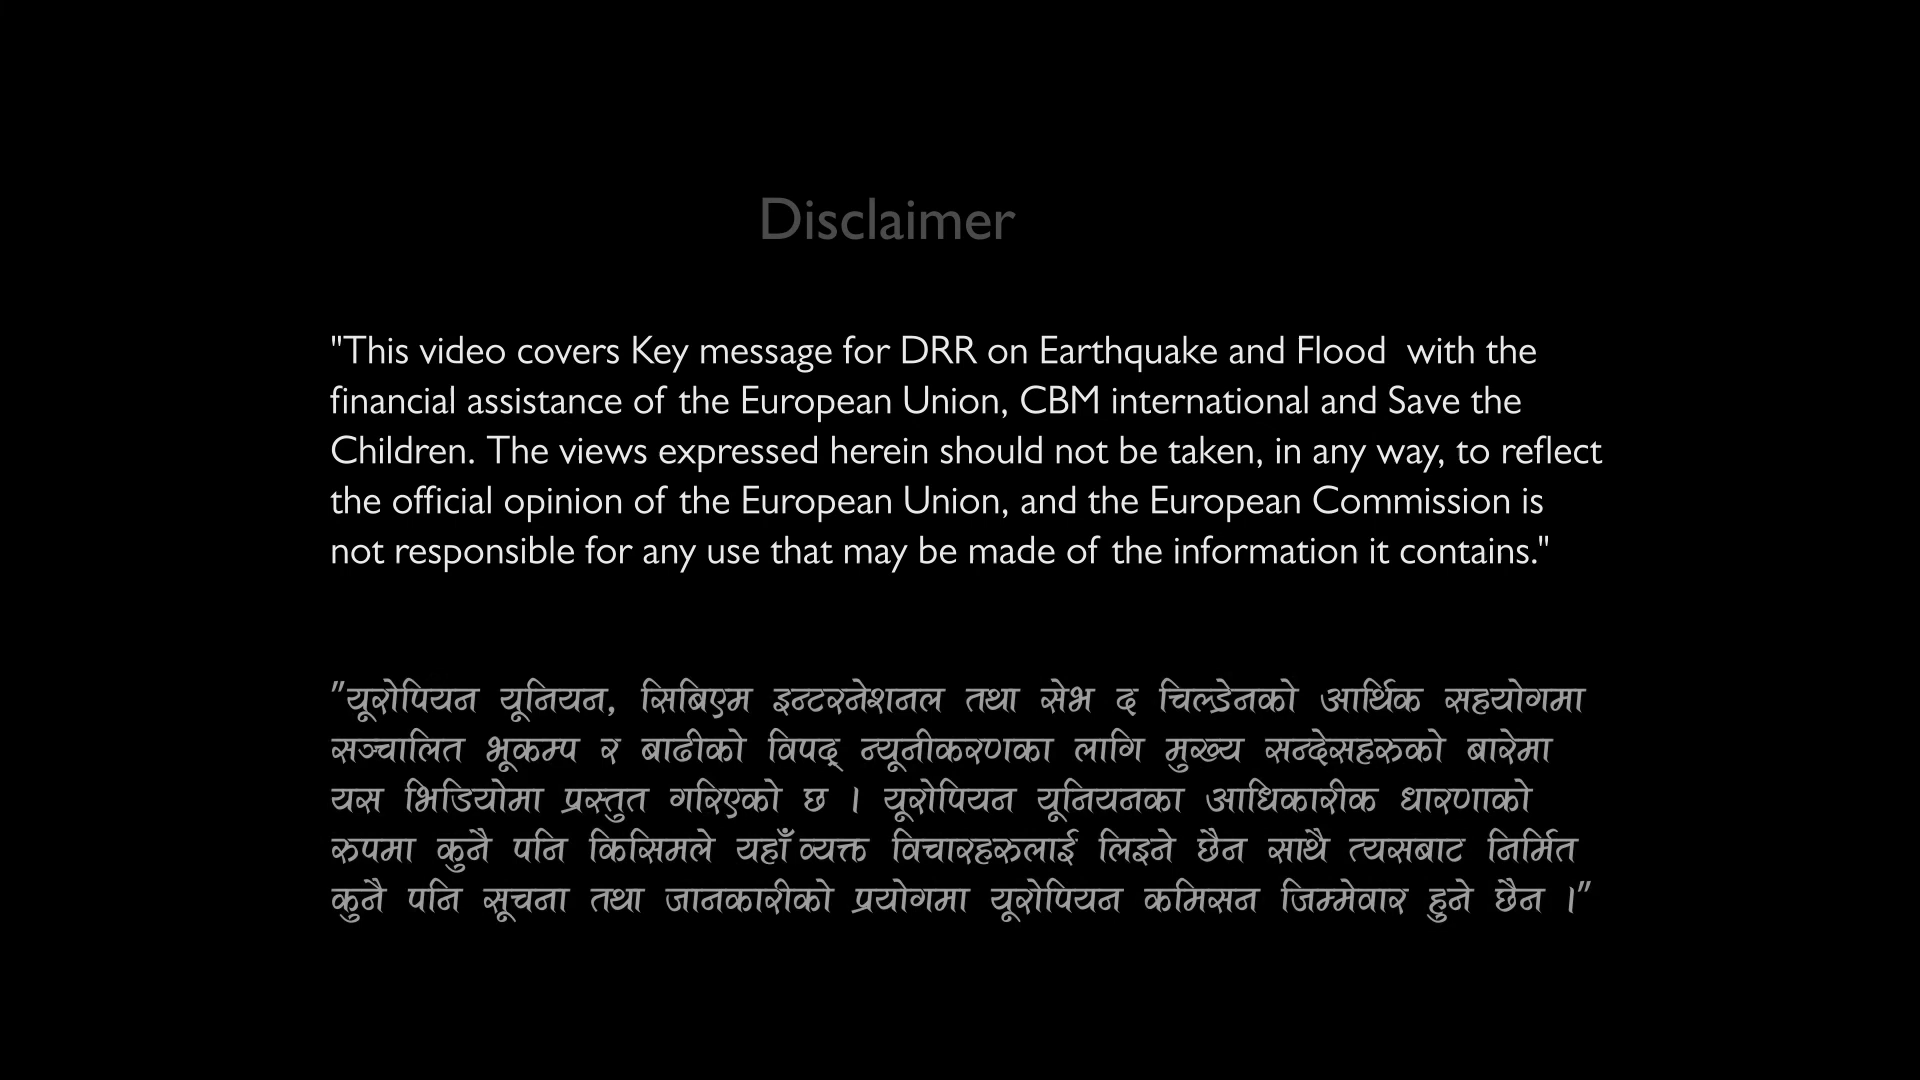 Disclaimer
"This video covers Key message for DRR on Earthquake and Flood  with the
financial assistance of the European Union, CBM international and Save the
Children. The views expressed herein should not be taken, in any way, to reflect
the official opinion of the European Union, and the European Commission is
not responsible for any use that may be made of the information it contains."
"यूरोपियन यूनियन, सिबिएम इन्टरनेशनल तथा सेभ द चिल्ड्रेनको आर्थिक सहयोगमा
सञ्चालित भूकम्प र बाढीको विपद् न्यूनीकरणका लागि मुख्य सन्देसहरुको बारेमा
यस भिडियोमा प्रस्तुत गरिएको छ । यूरोपियन यूनियनका आधिकारीक धारणाको
रुपमा कुनै पनि किसिमले यहाँ व्यक्त विचारहरुलाई लिइने छैन साथै त्यसबाट निर्मित
कुनै पनि सूचना तथा जानकारीको प्रयोगमा यूरोपियन कमिसन जिम्मेवार हुने छैन ।"